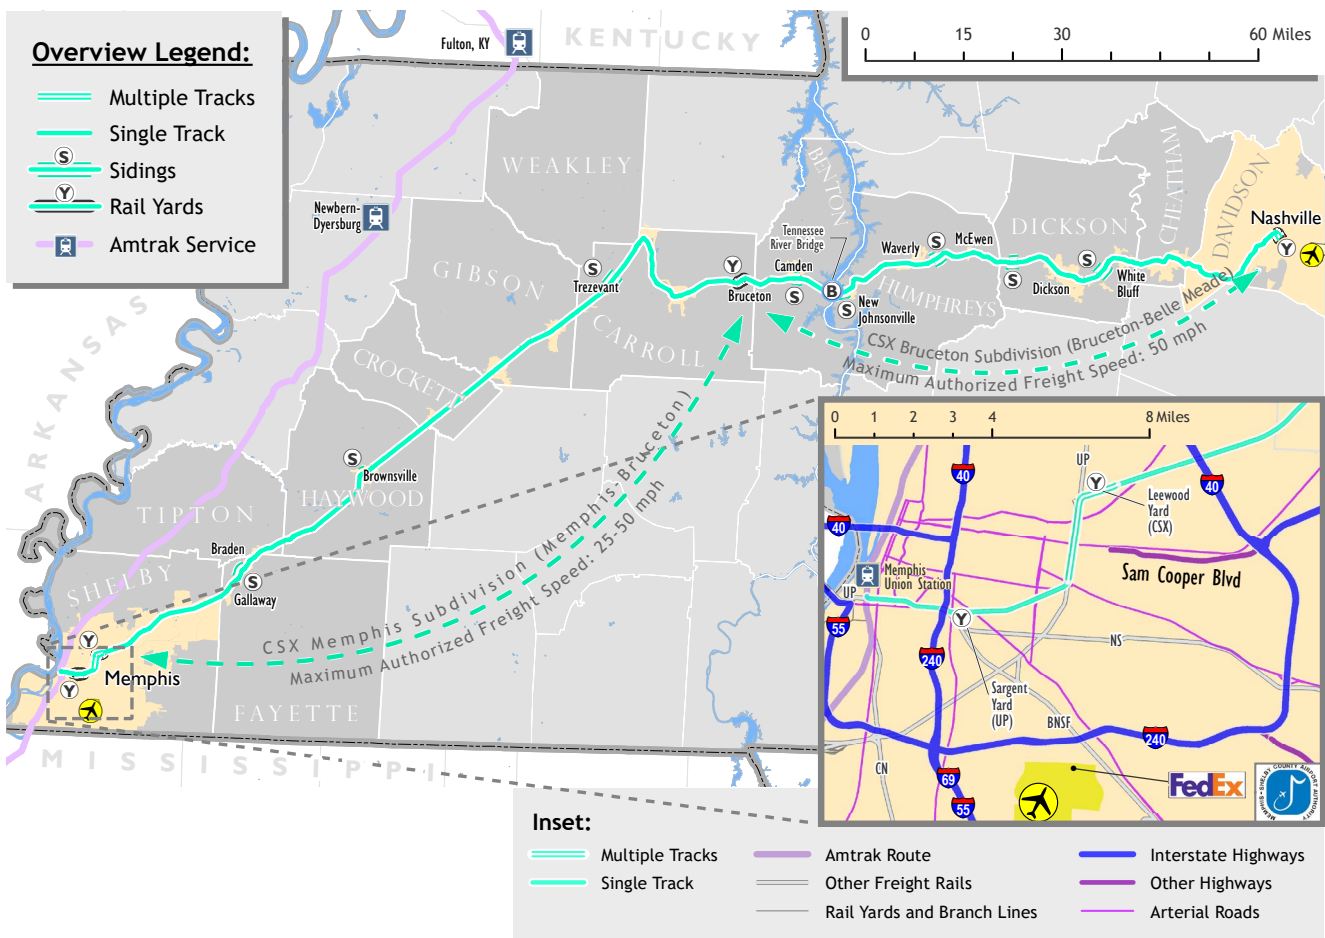 Overview Legend:
Multiple Tracks
Single Track
S
Sidings
Y
Rail Yards
Amtrak Service
0 15 30 60 Miles
Fulton, KY
KENTUCKY
WEAKLEY
Newbern-
Dyersburg
GIBSON
S
Trezevant
CARROLL
CROCKETT
Y
Bruceton
Camden
S
Tennessee
River Bridge
BENTON
B
S
New
Johnsonville
Waverly
S
McEwen
HUMPHREYS
S
DICKSON
Dickson
S
White
Bluff
CHEATHAM
DAVIDSON
Nashville
Y
CSX Bruceton Subdivision (Bruceton-Belle Meade)
Maximum Authorized Freight Speed: 50 mph
ARKANSAS
S
Brownsville
HAYWOOD
TIPTON
Braden
S
Gallaway
SHELBY
Y
Y
Memphis
FAYETTE
CSX Memphis Subdivision (Memphis-Bruceton)
Maximum Authorized Freight Speed: 25-50 mph
MISSISSIPPI
0 1 2 3 4 8 Miles
40
UP
Y
Leewood
Yard
(CSX)
40
40
Sam Cooper Blvd
Memphis
Union Station
UP
55
Y
NS
240
Sargent
Yard
(UP)
BNSF
240
CN
69
55
FedEx
MEMPHIS-SHELBY COUNTY AIRPORT AUTHORITY
Inset:
Multiple Tracks
Single Track
Amtrak Route
Other Freight Rails
Rail Yards and Branch Lines
Interstate Highways
Other Highways
Arterial Roads